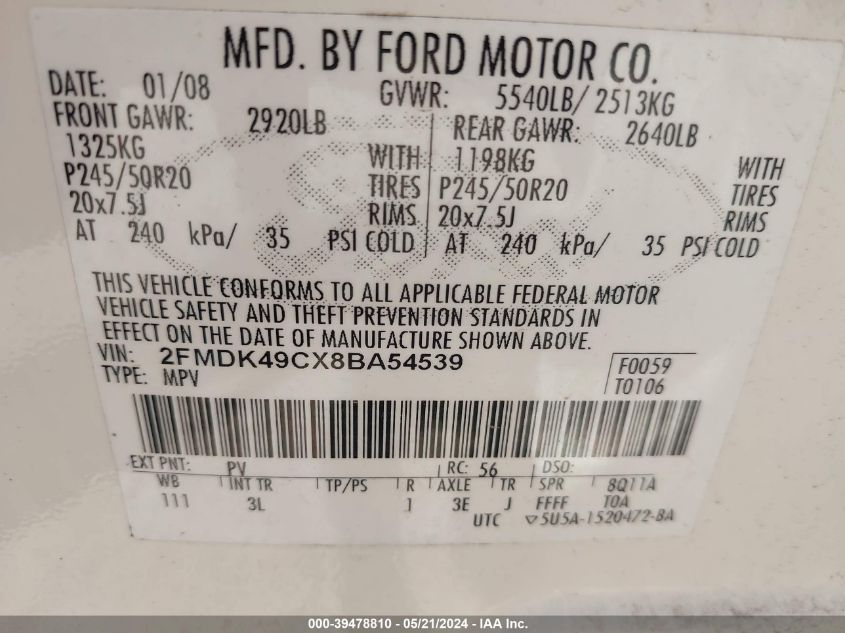 MFD. BY FORD MOTOR CO.
DATE: 01/08 GVWR: 5540LB/ 2513KG
FRONT GAWR: 2920LB REAR GAWR: 2640LB
1325KG WITH 1198KG WITH
P245/50R20 TIRES P245/50R20 TIRES
20x7.5J RIMS 20x7.5J RIMS
AT 240 kPa/ 35 PSI COLD AT 240 kPa/ 35 PSI COLD
THIS VEHICLE CONFORMS TO ALL APPLICABLE FEDERAL MOTOR
VEHICLE SAFETY AND THEFT PREVENTION STANDARDS IN
EFFECT ON THE DATE OF MANUFACTURE SHOWN ABOVE.
VIN: 2FMDK49CX8BA54539 F0059
TYPE: MPV T0106
EXT PNT: PV RC: 56 DSO:
WB INT TR TP/PS R AXLE TR SPR 8Q11A
111 3L 1 3E J FFFF TOA
UTC ▽5U5A-1520472-BA
000-39478810 - 05/21/2024 - IAA Inc.